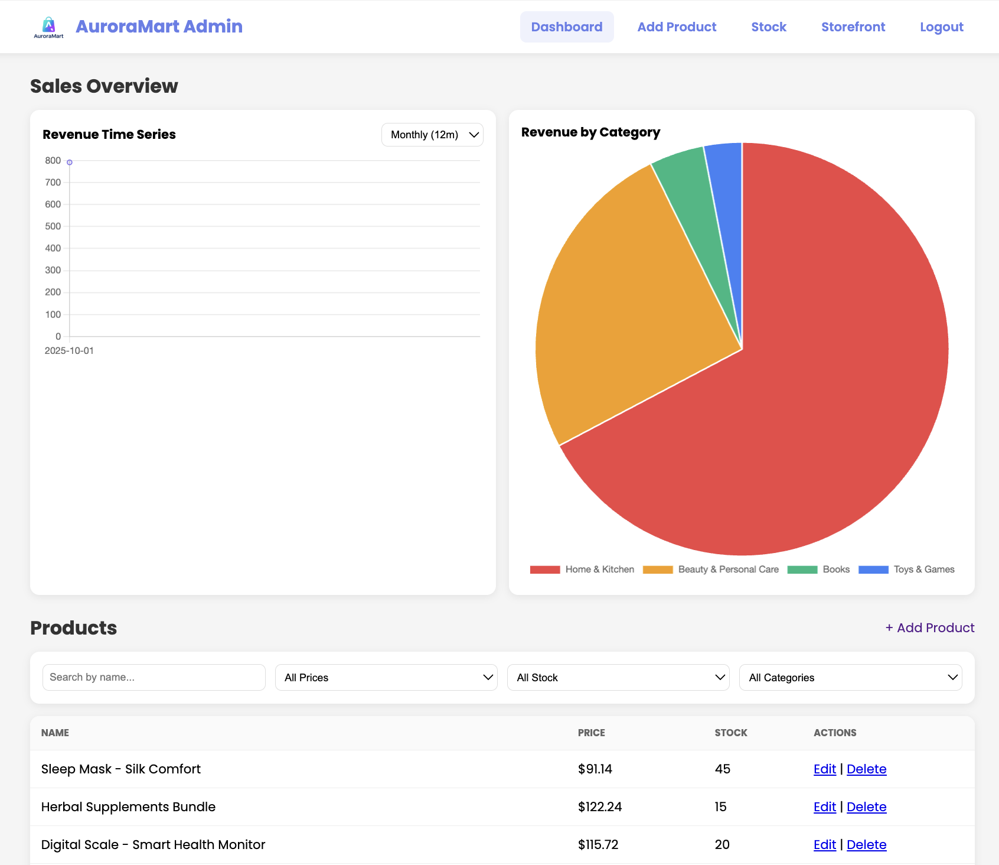 AuroraMart
AuroraMart Admin
Dashboard
Add Product
Stock
Storefront
Logout
Sales Overview
Revenue Time Series
Monthly (12m)
800
700
600
500
400
300
200
100
0
2025-10-01
Revenue by Category
Home & Kitchen
Beauty & Personal Care
Books
Toys & Games
Products
+ Add Product
Search by name...
All Prices
All Stock
All Categories
NAME PRICE STOCK ACTIONS
Sleep Mask - Silk Comfort $91.14 45 Edit | Delete
Herbal Supplements Bundle $122.24 15 Edit | Delete
Digital Scale - Smart Health Monitor $115.72 20 Edit | Delete